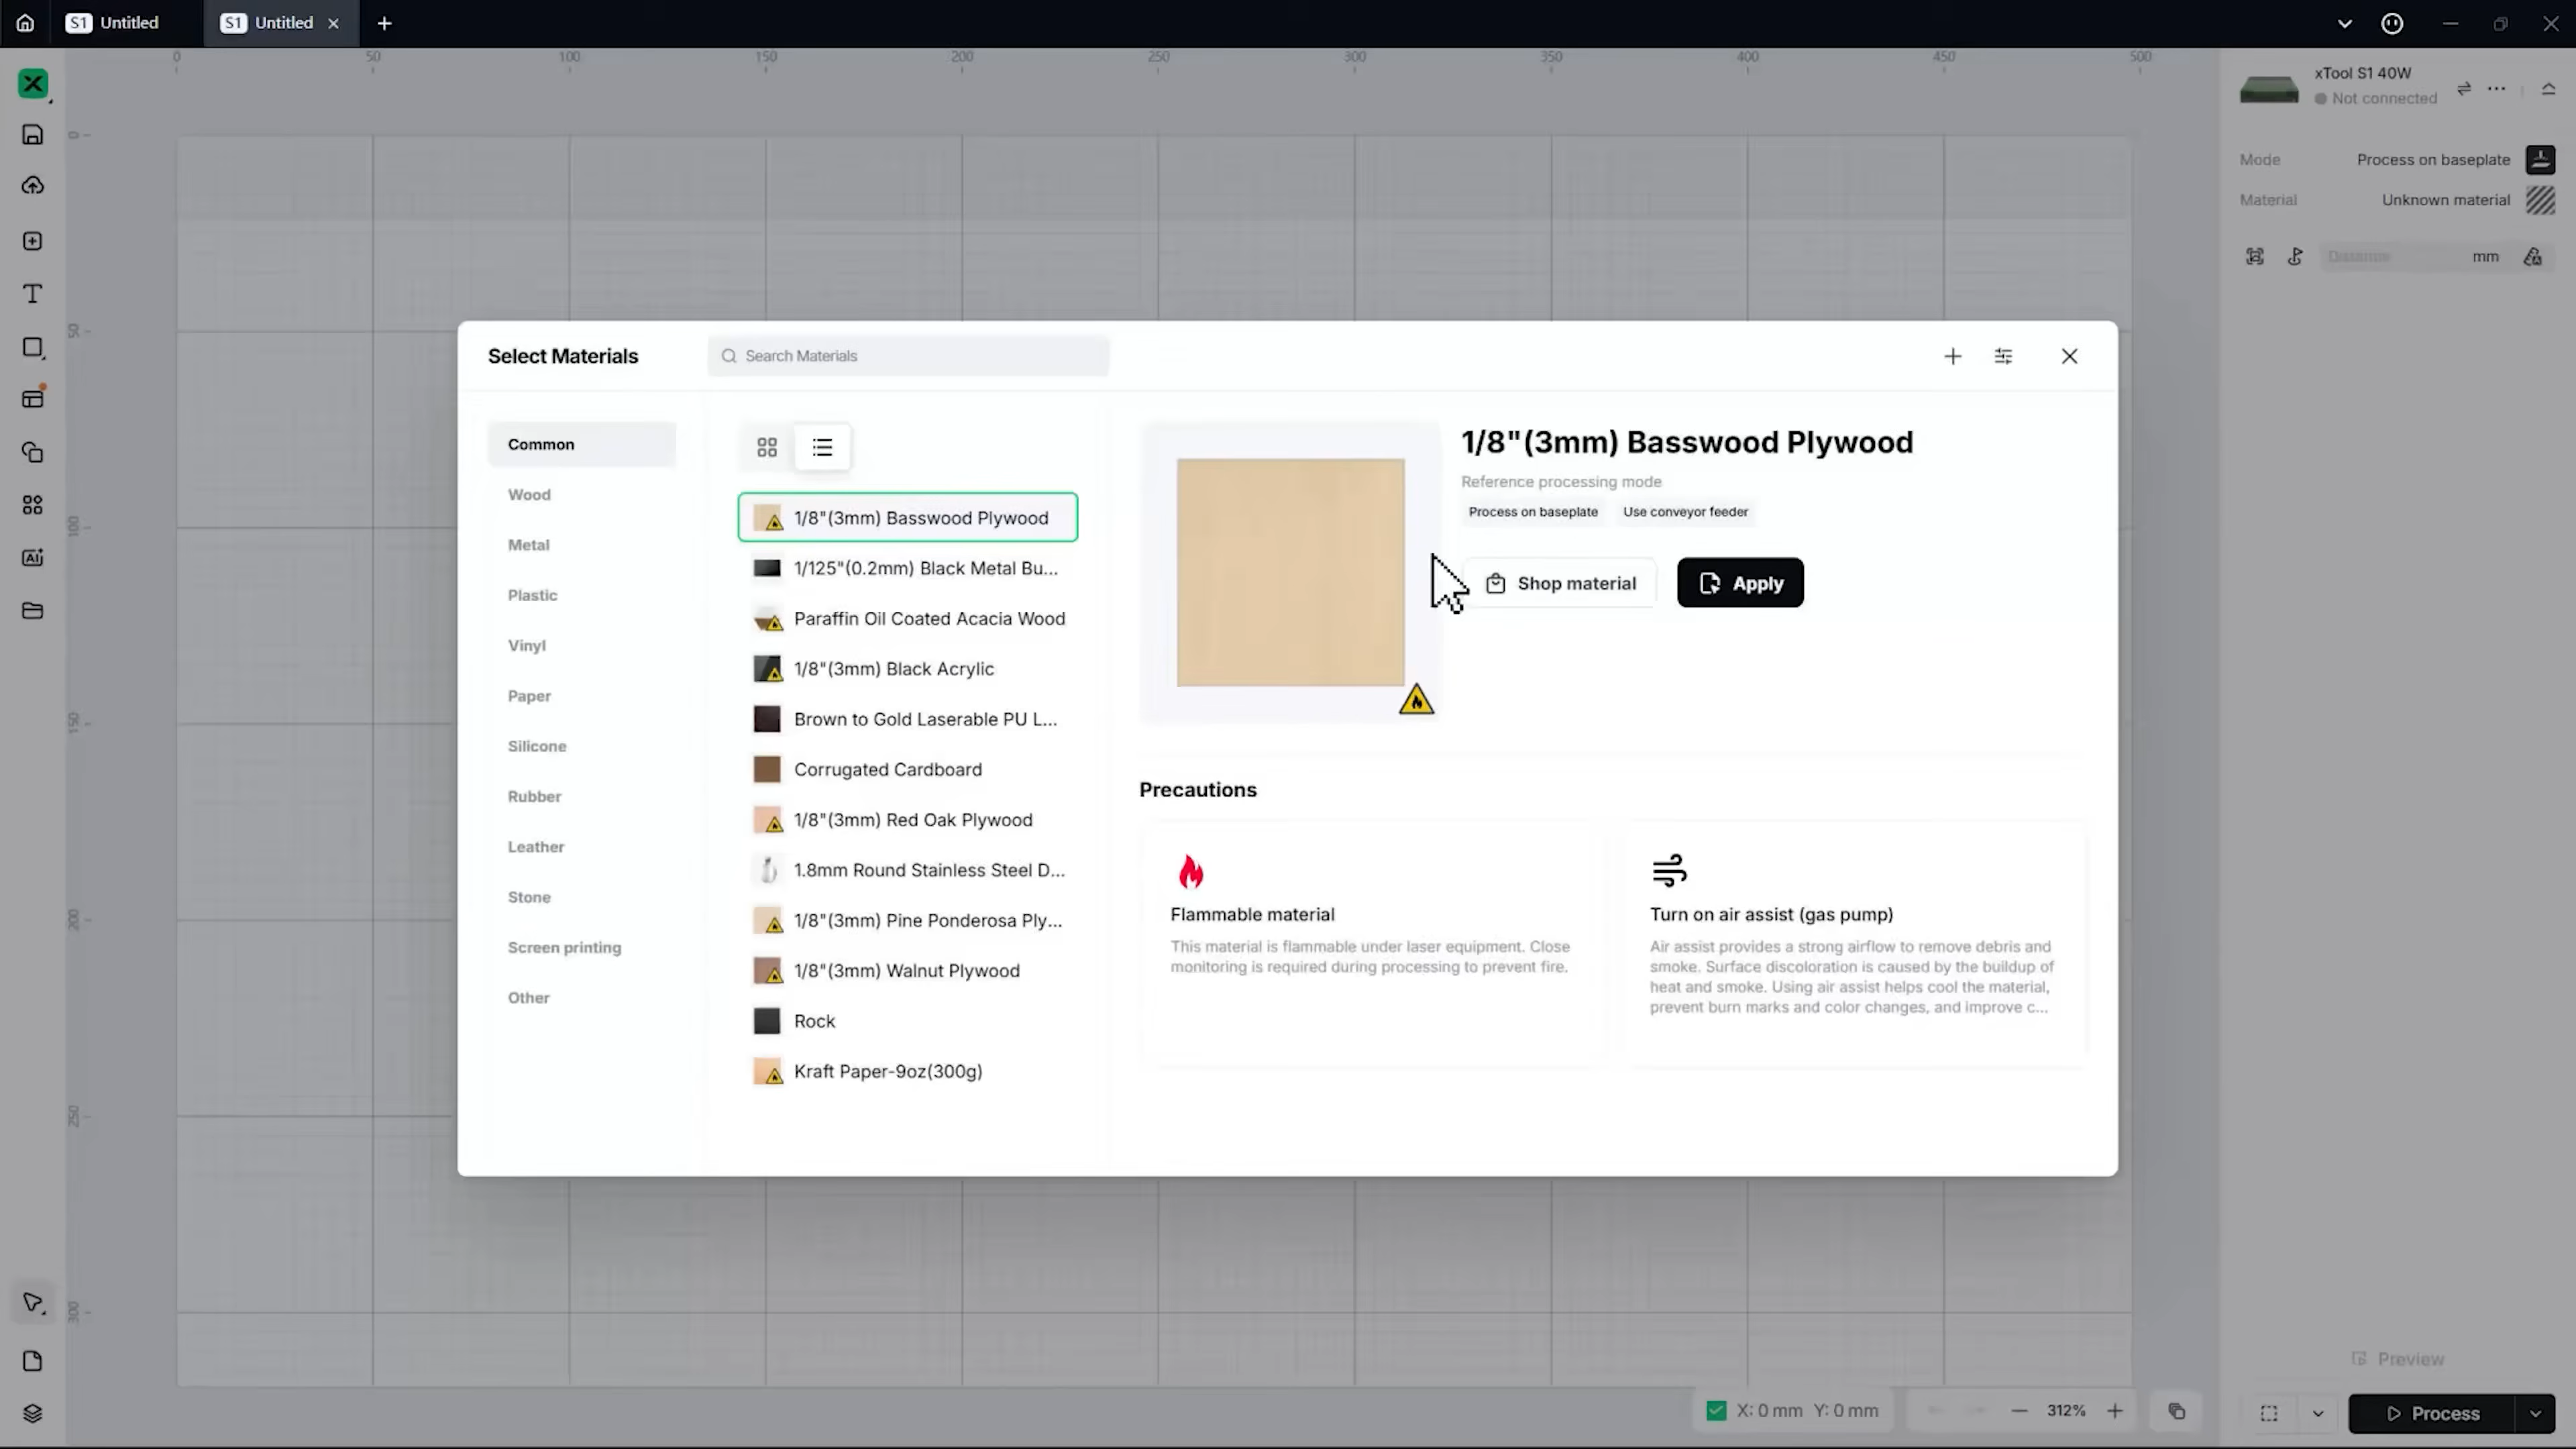 S1 Untitled
S1 Untitled
0 50 100 150 200 250 300 350 400 450 500
0
50
100
150
200
250
300
AI
xTool S1 40W
Not connected
Mode Process on baseplate
Material Unknown material
Distance mm
Select Materials
Search Materials
Common
Wood
Metal
Plastic
Vinyl
Paper
Silicone
Rubber
Leather
Stone
Screen printing
Other
1/8"(3mm) Basswood Plywood
1/125"(0.2mm) Black Metal Bu...
Paraffin Oil Coated Acacia Wood
1/8"(3mm) Black Acrylic
Brown to Gold Laserable PU L...
Corrugated Cardboard
1/8"(3mm) Red Oak Plywood
1.8mm Round Stainless Steel D...
1/8"(3mm) Pine Ponderosa Ply...
1/8"(3mm) Walnut Plywood
Rock
Kraft Paper-9oz(300g)
1/8"(3mm) Basswood Plywood
Reference processing mode
Process on baseplate Use conveyor feeder
Shop material Apply
Precautions
Flammable material
This material is flammable under laser equipment. Close
monitoring is required during processing to prevent fire.
Turn on air assist (gas pump)
Air assist provides a strong airflow to remove debris and
smoke. Surface discoloration is caused by the buildup of
heat and smoke. Using air assist helps cool the material,
prevent burn marks and color changes, and improve c...
X: 0 mm Y: 0 mm
312%
Preview
Process